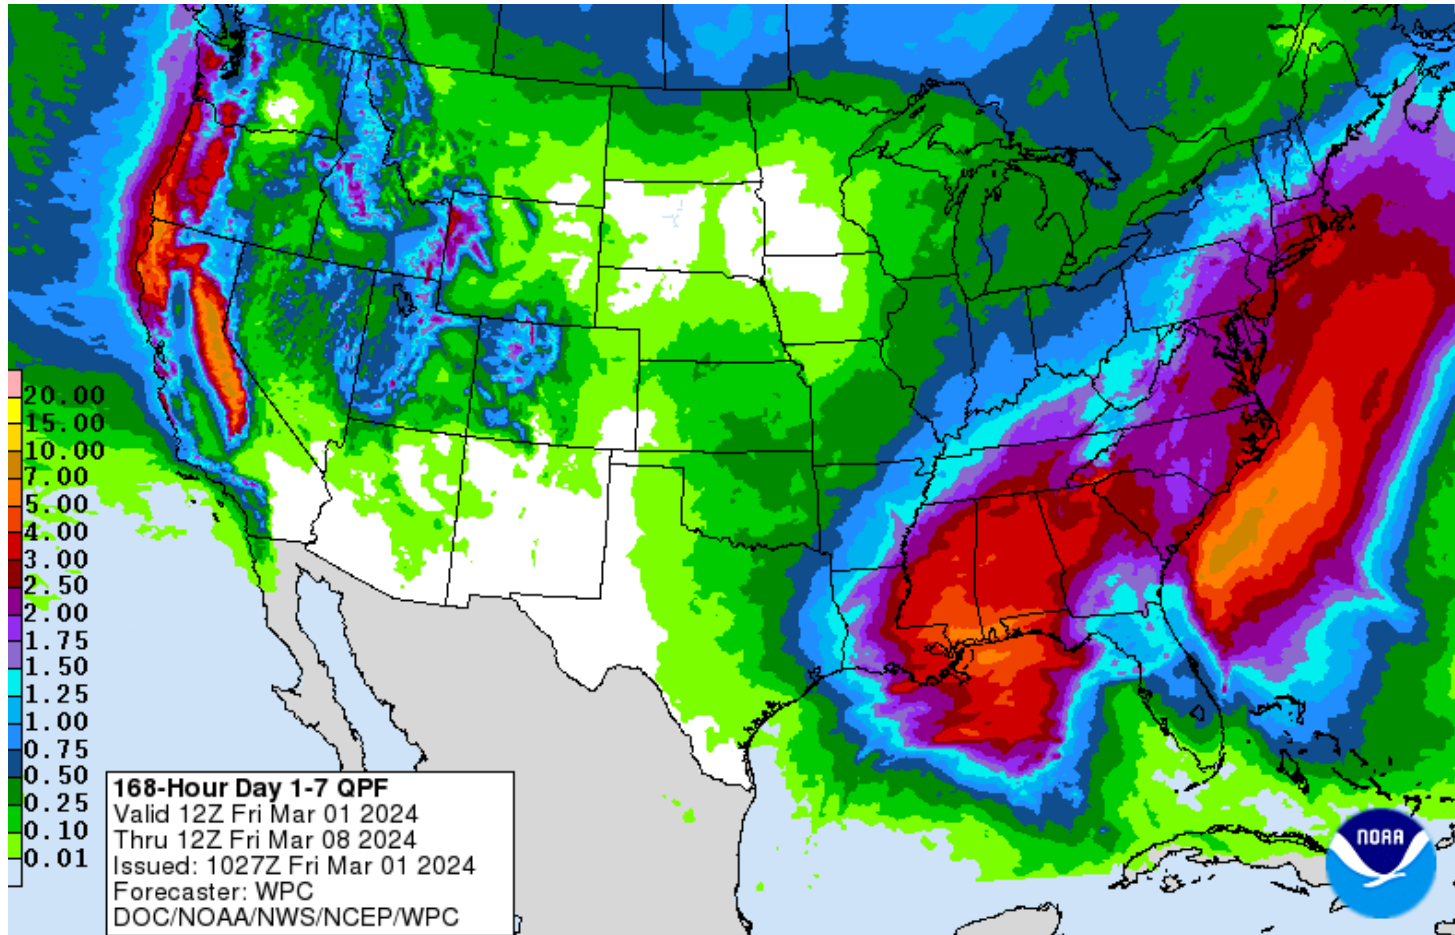 20.00
15.00
10.00
7.00
5.00
4.00
3.00
2.50
2.00
1.75
1.50
1.25
1.00
0.75
0.50
0.25
0.10
0.01
168-Hour Day 1-7 QPF
Valid 12Z Fri Mar 01 2024
Thru 12Z Fri Mar 08 2024
Issued: 1027Z Fri Mar 01 2024
Forecaster: WPC
DOC/NOAA/NWS/NCEP/WPC
NOAA